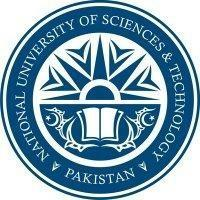 NATIONAL UNIVERSITY OF SCIENCES & TECHNOLOGY
PAKISTAN